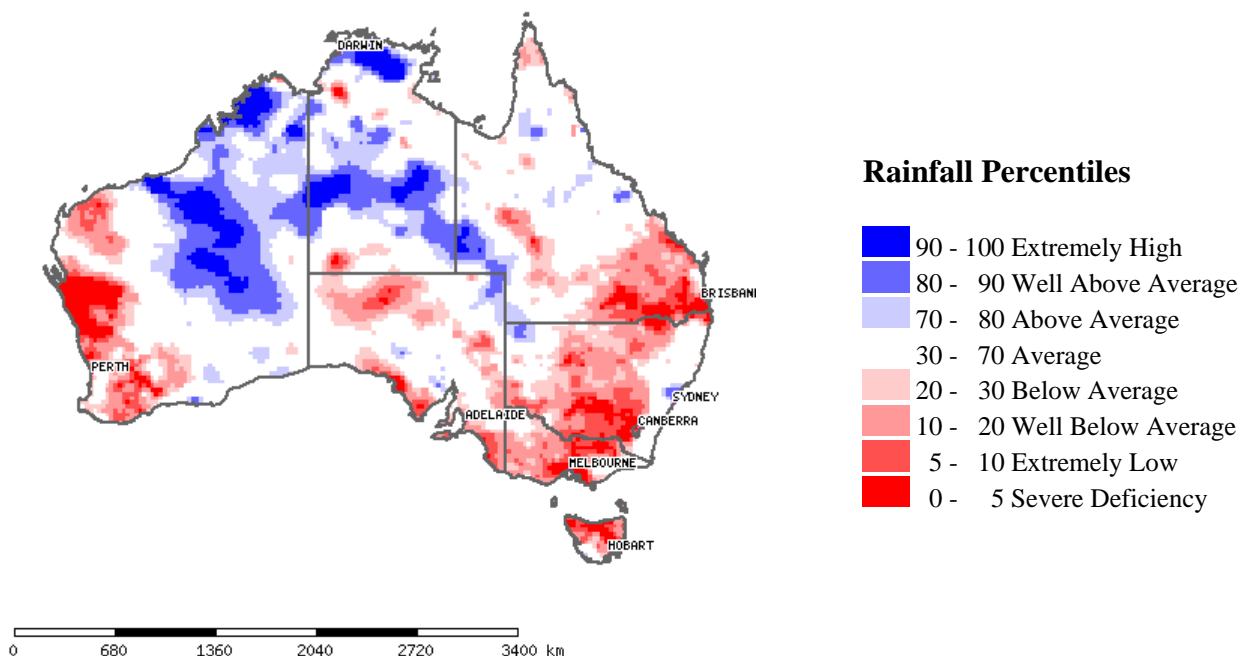 DARWIN
Rainfall Percentiles
90 - 100 Extremely High
80 - 90 Well Above Average
BRISBANI
70 - 80 Above Average
30 - 70 Average
PERTH
20 - 30 Below Average
SYDNEY
ADELAIDE
CANBERRA
10 - 20 Well Below Average
MELBOURNE
5 - 10 Extremely Low
0 - 5 Severe Deficiency
HOBART
0 680 1360 2040 2720 3400 km